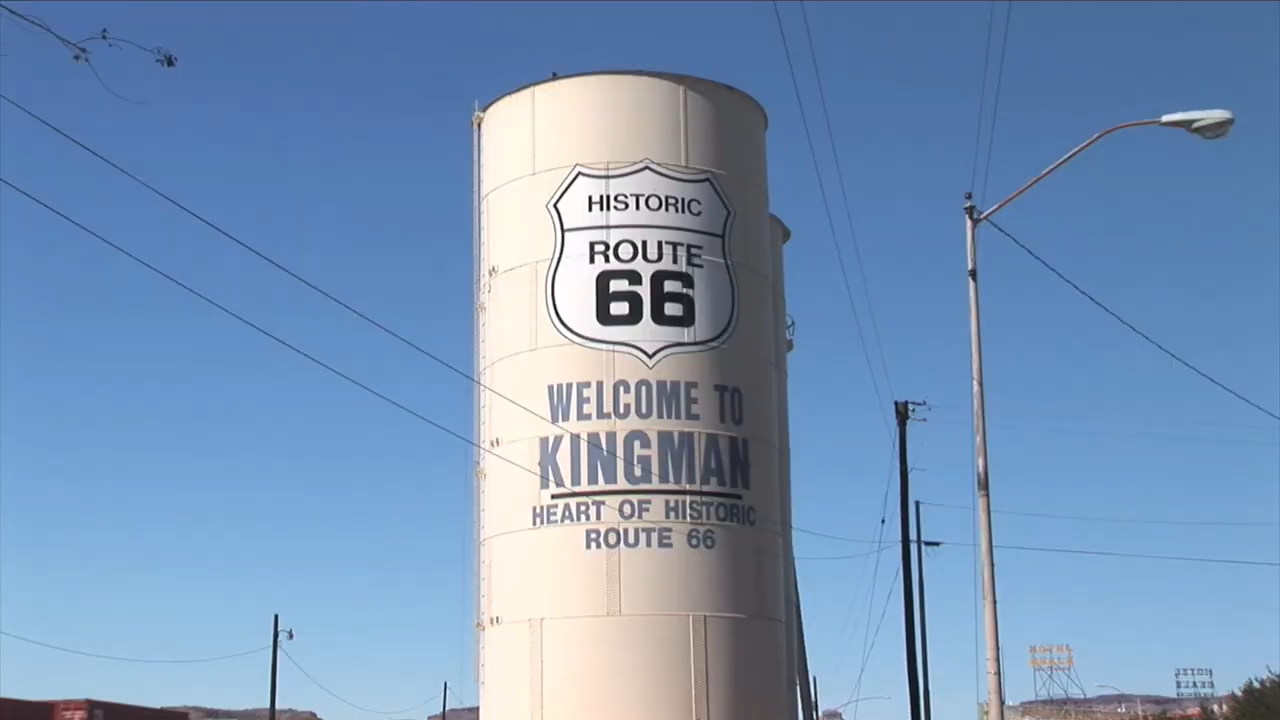 HISTORIC
ROUTE
66
WELCOME TO
KINGMAN
HEART OF HISTORIC
ROUTE 66